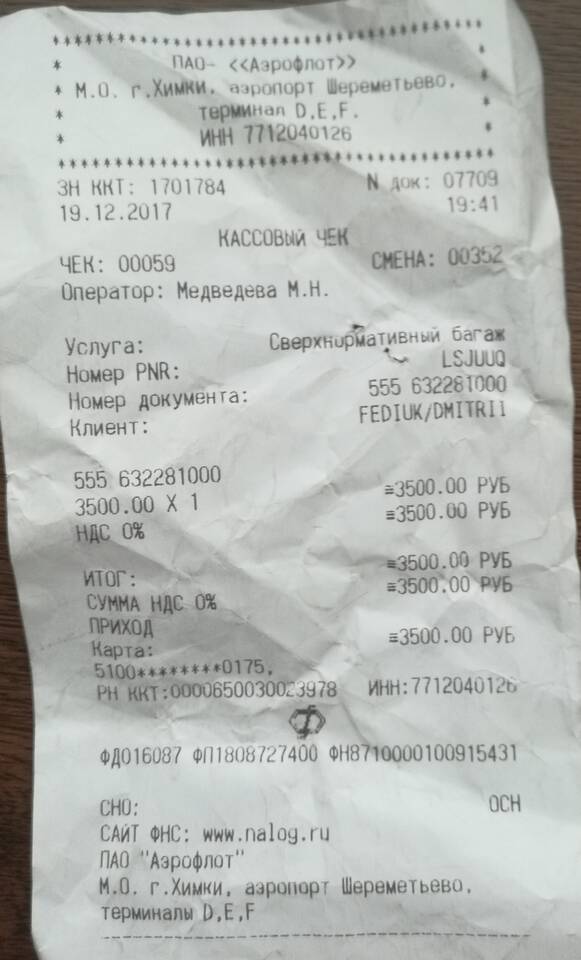 ************************************
* ПАО- <<Аэрофлот>> *
* М.О. г.Химки, аэропорт Шереметьево, *
* терминал D,E,F. *
* ИНН 7712040126 *
************************************
ЗН ККТ: 1701784 N док: 07709
19.12.2017 19:41
КАССОВЫЙ ЧЕК
ЧЕК: 00059 СМЕНА: 00352
Оператор: Медведева М.Н.
Услуга: Сверхнормативный багаж
Номер PNR: LSJUUQ
Номер документа: 555 632281000
Клиент: FEDIUK/DMITRII
555 632281000
3500.00 X 1 ≡3500.00 РУБ
НДС 0% ≡3500.00 РУБ
ИТОГ: ≡3500.00 РУБ
СУММА НДС 0% ≡3500.00 РУБ
ПРИХОД
Карта: ≡3500.00 РУБ
5100********0175,
РН ККТ:0000650030023978 ИНН:7712040126
ФД016087 ФП1808727400 ФН8710000100915431
СНО: ОСН
САЙТ ФНС: www.nalog.ru
ПАО "Аэрофлот"
М.О. г.Химки, аэропорт Шереметьево,
терминалы D,E,F